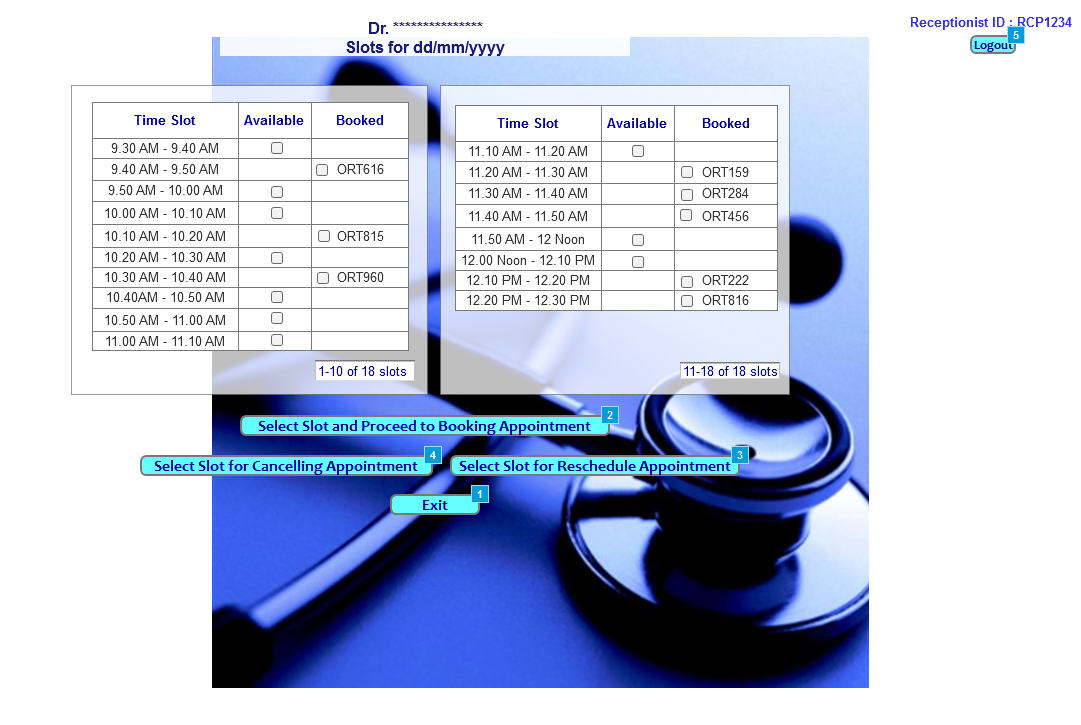 Dr. ***************
Slots for dd/mm/yyyy
Receptionist ID : RCP1234
Logout 5
Time Slot Available Booked
9.30 AM - 9.40 AM
9.40 AM - 9.50 AM ORT616
9.50 AM - 10.00 AM
10.00 AM - 10.10 AM
10.10 AM - 10.20 AM ORT815
10.20 AM - 10.30 AM
10.30 AM - 10.40 AM ORT960
10.40AM - 10.50 AM
10.50 AM - 11.00 AM
11.00 AM - 11.10 AM
1-10 of 18 slots
Time Slot Available Booked
11.10 AM - 11.20 AM
11.20 AM - 11.30 AM ORT159
11.30 AM - 11.40 AM ORT284
11.40 AM - 11.50 AM ORT456
11.50 AM - 12 Noon
12.00 Noon - 12.10 PM
12.10 PM - 12.20 PM ORT222
12.20 PM - 12.30 PM ORT816
11-18 of 18 slots
Select Slot and Proceed to Booking Appointment 2
Select Slot for Cancelling Appointment 4
Select Slot for Reschedule Appointment 3
Exit 1